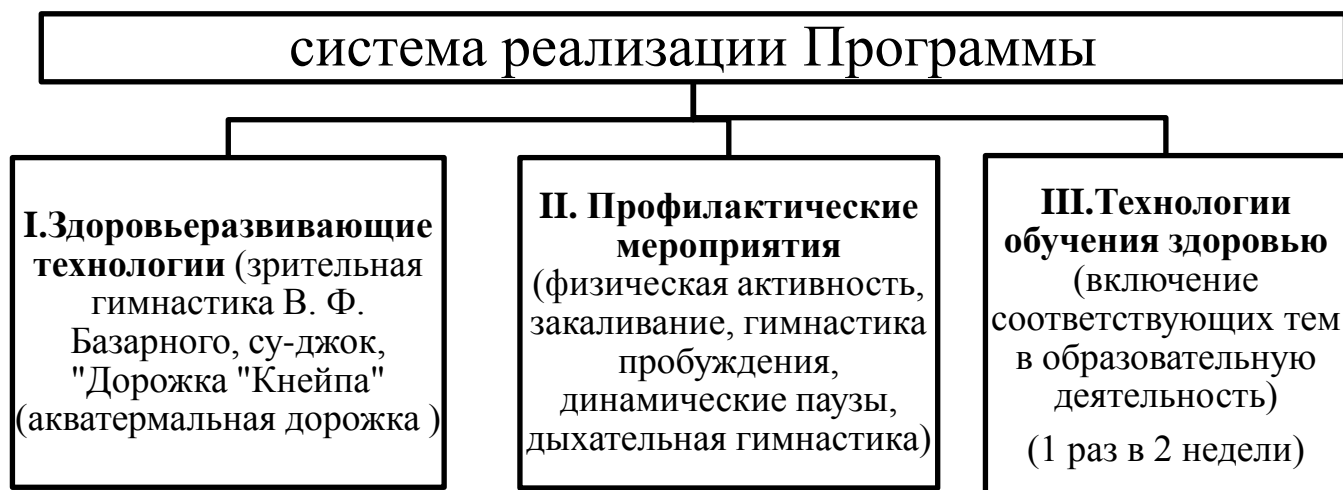 система реализации Программы
I.Здоровьеразвивающие
технологии (зрительная
гимнастика В. Ф.
Базарного, су-джок,
"Дорожка "Кнейпа"
(акватермальная дорожка )
II. Профилактические
мероприятия
(физическая активность,
закаливание, гимнастика
пробуждения,
динамические паузы,
дыхательная гимнастика)
III.Технологии
обучения здоровью
(включение
соответствующих тем
в образовательную
деятельность)
(1 раз в 2 недели)